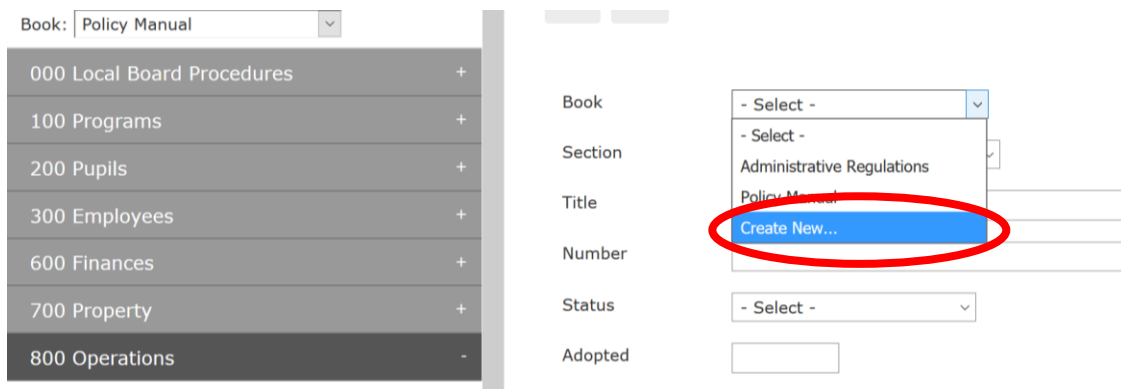 Book: Policy Manual
000 Local Board Procedures +
100 Programs +
200 Pupils +
300 Employees +
600 Finances +
700 Property +
800 Operations -
Book - Select -
- Select -
Section
Administrative Regulations
Title
Policy Manual
Create New...
Number
Status - Select -
Adopted